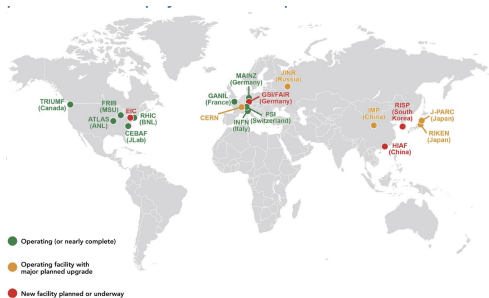 JINR
(Russia)
MAINZ
(Germany)
GANIL
(France)
GSI/FAIR
(Germany)
CERN
PSI
(Switzerland)
INFN
(Italy)
TRIUMF
(Canada)
FRIB
(MSU)
EIC
ATLAS
(ANL)
RHIC
(BNL)
CEBAF
(JLab)
IMP
(China)
RISP
(South
Korea)
J-PARC
(Japan)
RIKEN
(Japan)
HIAF
(China)
Operating (or nearly complete)
Operating facility with
major planned upgrade
New facility planned or underway